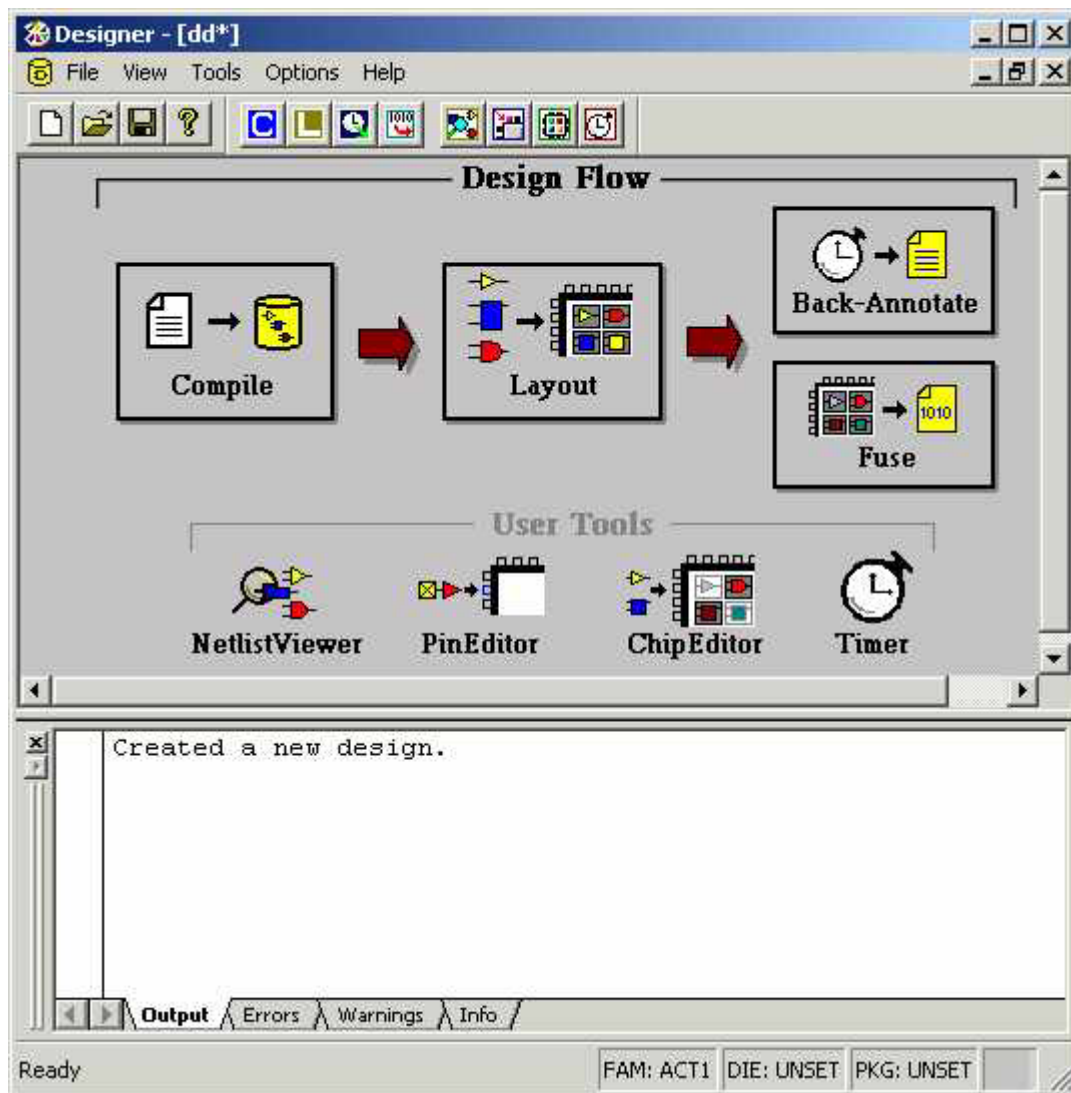 Designer - [dd*]
File View Tools Options Help
C L 1010
Design Flow
Back-Annotate
Compile
Layout
1010
Fuse
User Tools
NetlistViewer PinEditor ChipEditor Timer
Created a new design.
Output Errors Warnings Info
Ready FAM: ACT1 DIE: UNSET PKG: UNSET